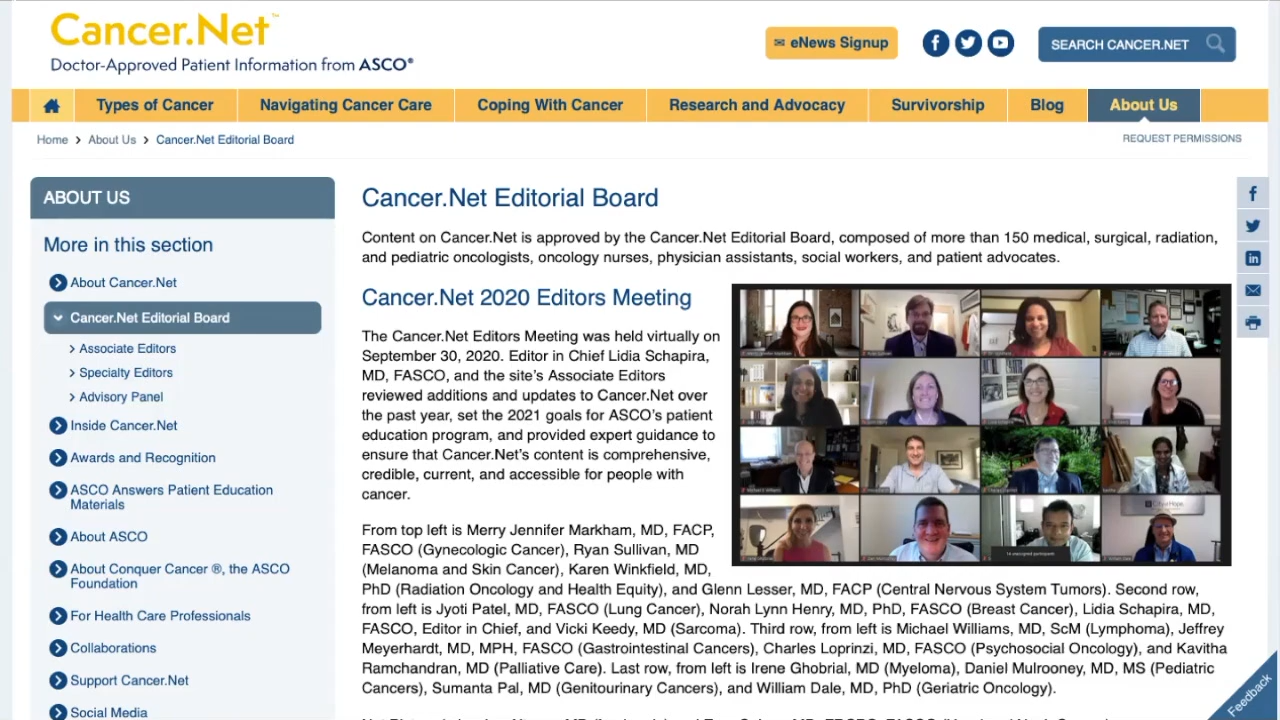 Cancer.Net™
Doctor-Approved Patient Information from ASCO®
eNews Signup
SEARCH CANCER.NET
Types of Cancer
Navigating Cancer Care
Coping With Cancer
Research and Advocacy
Survivorship
Blog
About Us
Home
About Us
Cancer.Net Editorial Board
REQUEST PERMISSIONS
ABOUT US
More in this section
About Cancer.Net
Cancer.Net Editorial Board
Associate Editors
Specialty Editors
Advisory Panel
Inside Cancer.Net
Awards and Recognition
ASCO Answers Patient Education
Materials
About ASCO
About Conquer Cancer ®, the ASCO
Foundation
For Health Care Professionals
Collaborations
Support Cancer.Net
Social Media
Cancer.Net Editorial Board
Content on Cancer.Net is approved by the Cancer.Net Editorial Board, composed of more than 150 medical, surgical, radiation,
and pediatric oncologists, oncology nurses, physician assistants, social workers, and patient advocates.
Cancer.Net 2020 Editors Meeting
The Cancer.Net Editors Meeting was held virtually on
September 30, 2020. Editor in Chief Lidia Schapira,
MD, FASCO, and the site's Associate Editors
reviewed additions and updates to Cancer.Net over
the past year, set the 2021 goals for ASCO's patient
education program, and provided expert guidance to
ensure that Cancer.Net's content is comprehensive,
credible, current, and accessible for people with
cancer.
From top left is Merry Jennifer Markham, MD, FACP,
FASCO (Gynecologic Cancer), Ryan Sullivan, MD
(Melamma and Skin Cancer), Karen Winkfield, MD,
PhD (Radiation Oncology and Health Equity), and Glenn Lesser, MD, FACP (Central Nervous System Tumors). Second row,
from left is Jyoti Patel, MD, FASCO (Lung Cancer), Norah Lynn Henry, MD, PhD, FASCO (Breast Cancer), Lidia Schapira, MD,
FASCO, Editor in Chief, and Vicki Keedy, MD (Sarcoma). Third row, from left is Michael Williams, MD, ScM (Lymphoma), Jeffrey
Meyerhardt, MD, MPH, FASCO (Gastrointestinal Cancers), Charles Loprinzi, MD, FASCO (Psychosocial Oncology), and Kavitha
Ramchandran, MD (Palliative Care). Last row, from left is Irene Ghobrial, MD (Myeloma), Daniel Mulrooney, MD, MS (Pediatric
Cancers), Sumanta Pal, MD (Genitourinary Cancers), and William Dale, MD, PhD (Geriatric Oncology).
Feedback